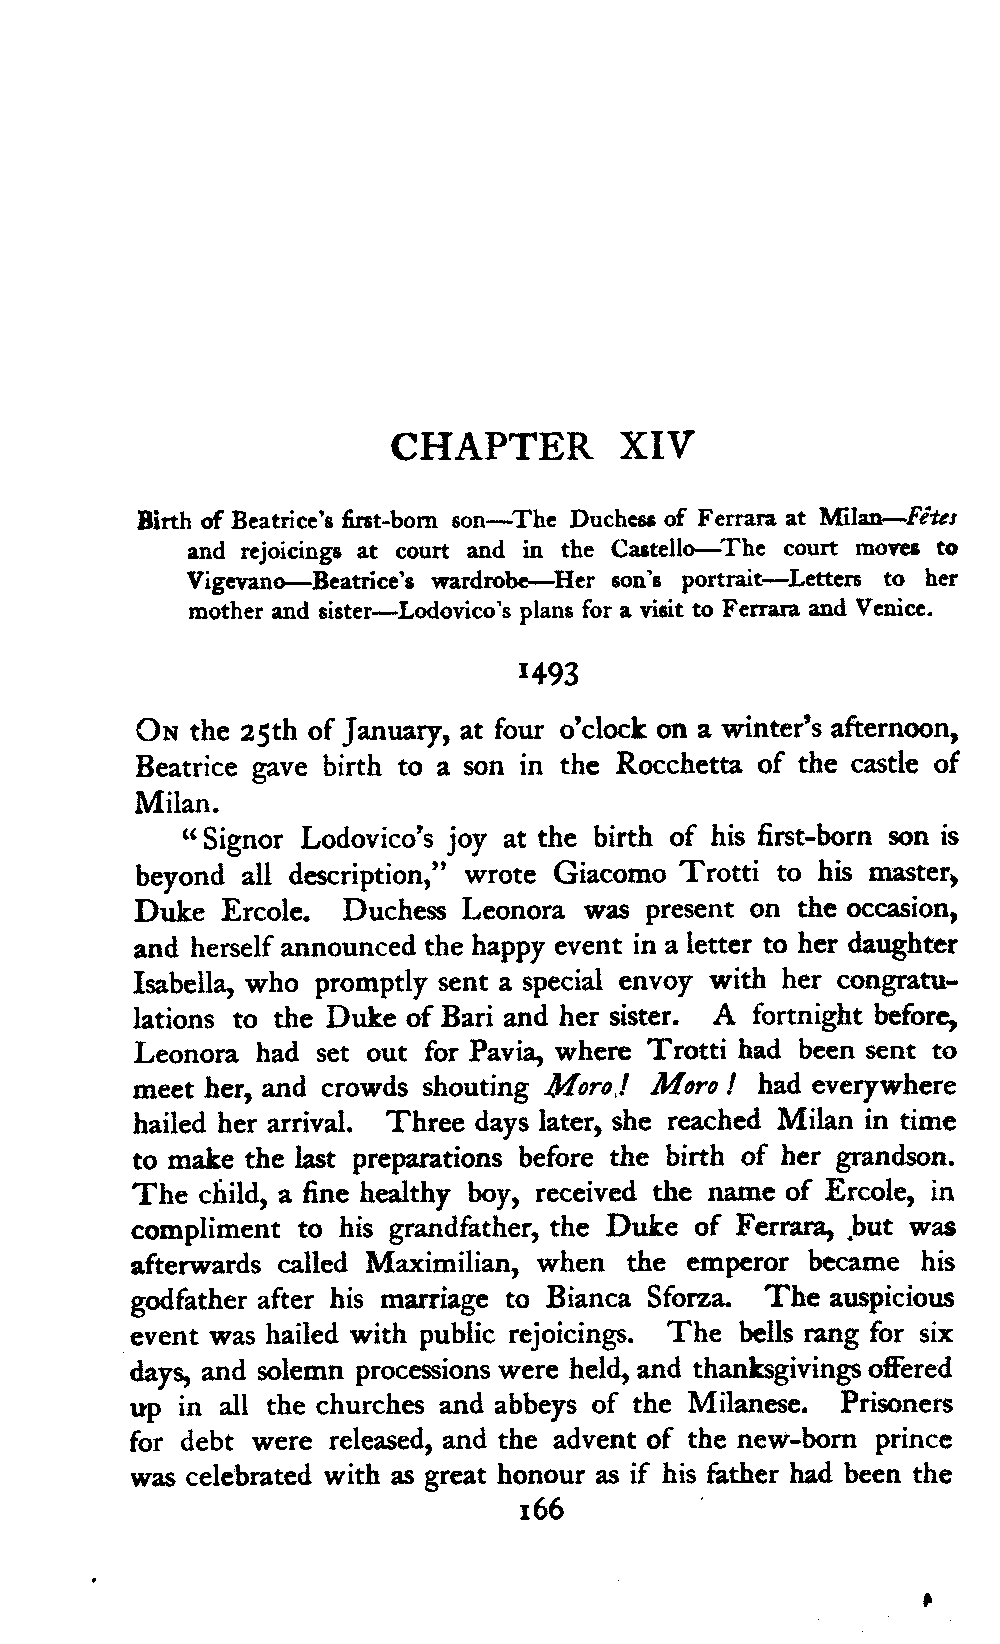 CHAPTER XIV
Birth of Beatrice's first-born son—The Duchess of Ferrara at Milan—Fêtes
and rejoicings at court and in the Castello—The court moves to
Vigevano—Beatrice's wardrobe—Her son's portrait—Letters to her
mother and sister—Lodovico's plans for a visit to Ferrara and Venice.
1493
ON the 25th of January, at four o'clock on a winter's afternoon,
Beatrice gave birth to a son in the Rocchetta of the castle of
Milan.
"Signor Lodovico's joy at the birth of his first-born son is
beyond all description," wrote Giacomo Trotti to his master,
Duke Ercole. Duchess Leonora was present on the occasion,
and herself announced the happy event in a letter to her daughter
Isabella, who promptly sent a special envoy with her congratu-
lations to the Duke of Bari and her sister. A fortnight before,
Leonora had set out for Pavia, where Trotti had been sent to
meet her, and crowds shouting Moro! Moro! had everywhere
hailed her arrival. Three days later, she reached Milan in time
to make the last preparations before the birth of her grandson.
The child, a fine healthy boy, received the name of Ercole, in
compliment to his grandfather, the Duke of Ferrara, but was
afterwards called Maximilian, when the emperor became his
godfather after his marriage to Bianca Sforza. The auspicious
event was hailed with public rejoicings. The bells rang for six
days, and solemn processions were held, and thanksgivings offered
up in all the churches and abbeys of the Milanese. Prisoners
for debt were released, and the advent of the new-born prince
was celebrated with as great honour as if his father had been the
166